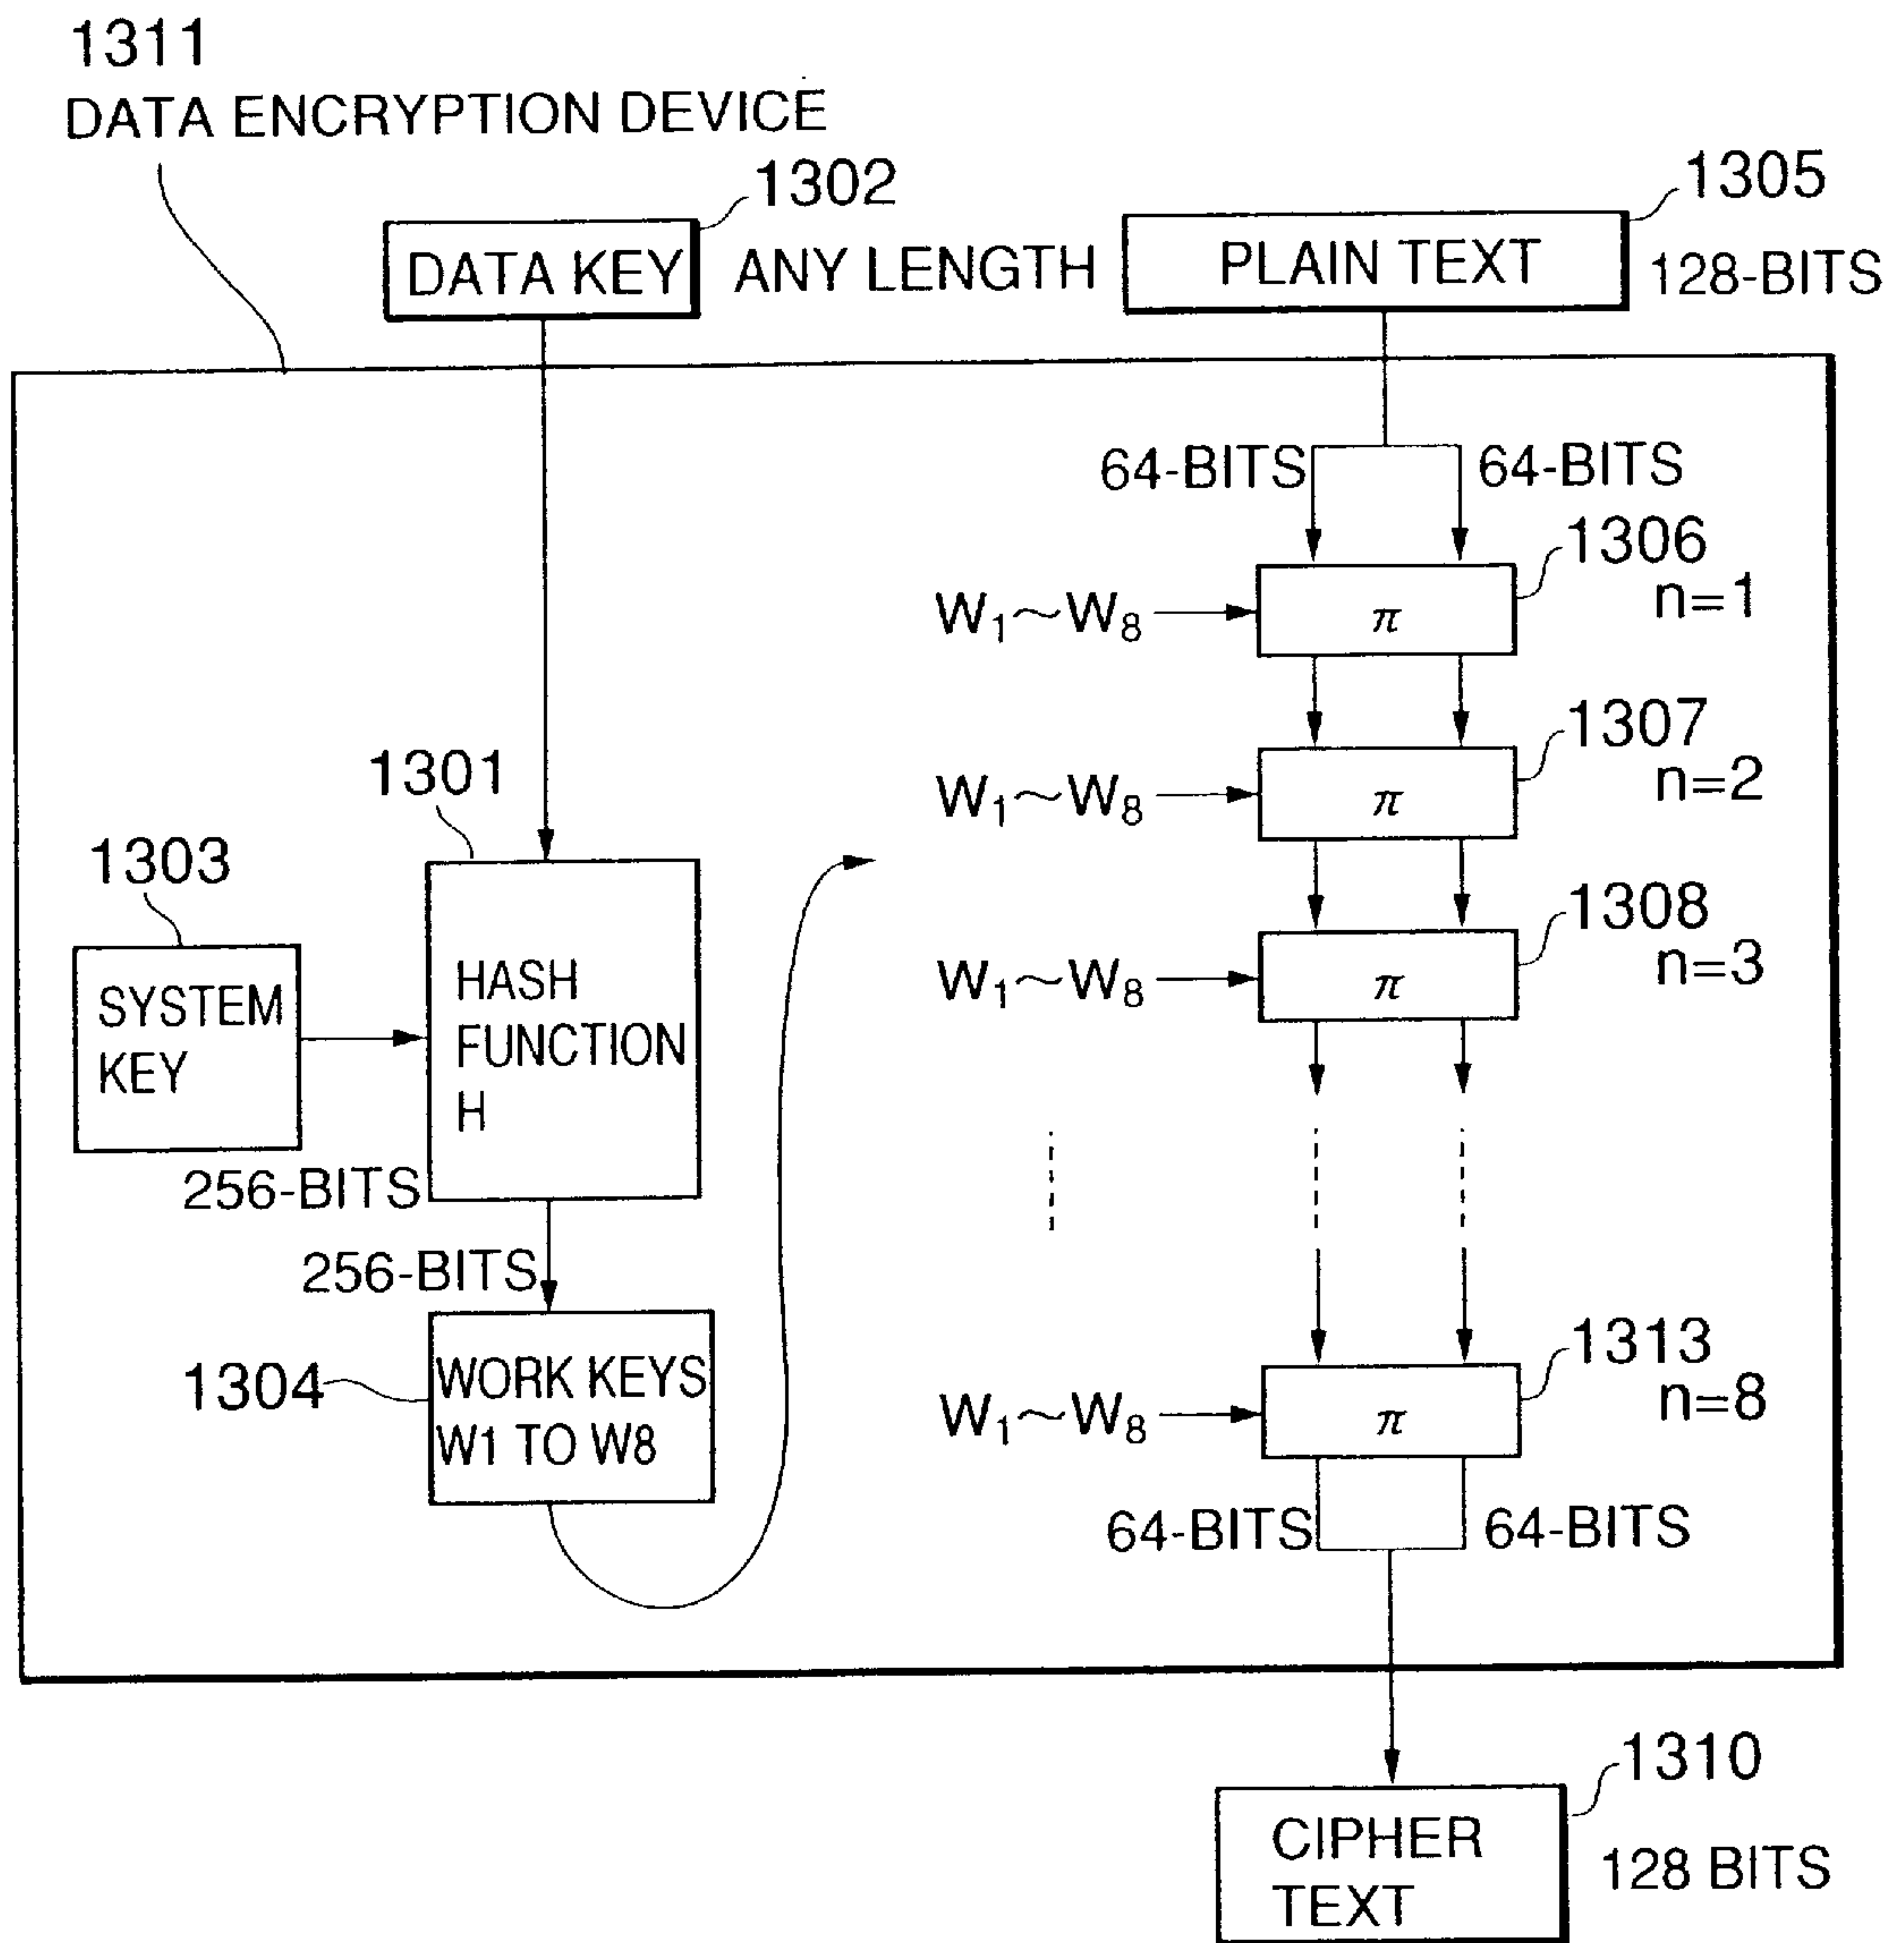 1311
DATA ENCRYPTION DEVICE
1302
DATA KEY
ANY LENGTH
1305
PLAIN TEXT
128-BITS
64-BITS
64-BITS
1306
n=1
W₁~W₈
π
1307
n=2
W₁~W₈
π
1308
n=3
W₁~W₈
π
1301
HASH
FUNCTION
H
1303
SYSTEM
KEY
256-BITS
256-BITS
1304
WORK KEYS
W1 TO W8
1313
n=8
W₁~W₈
π
64-BITS
64-BITS
1310
CIPHER
TEXT
128 BITS